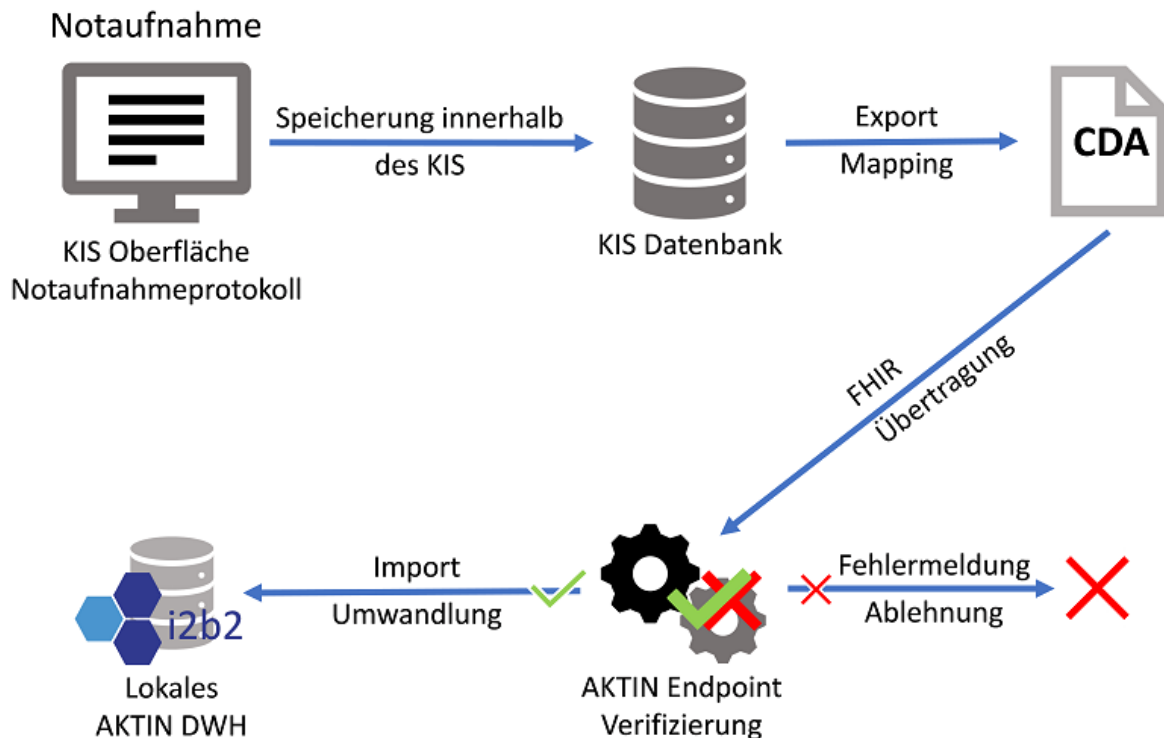 Notaufnahme
KIS Oberfläche
Notaufnahmeprotokoll
Speicherung innerhalb
des KIS
KIS Datenbank
Export
Mapping
CDA
FHIR
Übertragung
AKTIN Endpoint
Verifizierung
Fehlermeldung
Ablehnung
Import
Umwandlung
i2b2
Lokales
AKTIN DWH